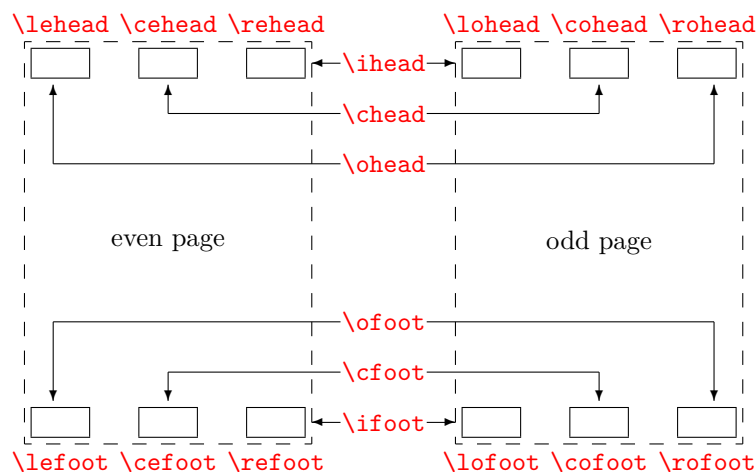 \lehead \cehead \rehead \lohead \cohead \rohead
\ihead
\chead
\ohead
even page odd page
\ofoot
\cfoot
\ifoot
\lefoot \cefoot \refoot \lofoot \cofoot \rofoot